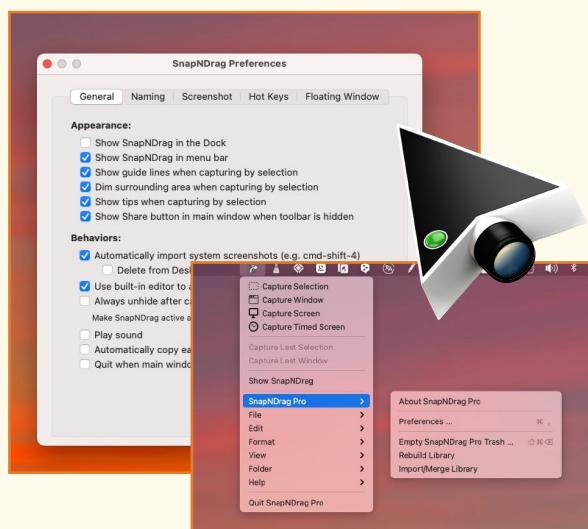 SnapNDrag Preferences
General Naming Screenshot Hot Keys Floating Window
Appearance:
Show SnapNDrag in the Dock
Show SnapNDrag in menu bar
Show guide lines when capturing by selection
Dim surrounding area when capturing by selection
Show tips when capturing by selection
Show Share button in main window when toolbar is hidden
Behaviors:
Automatically import system screenshots (e.g. cmd-shift-4)
Delete from Des
Use built-in editor to a
Always unhide after c
Make SnapNDrag active a
Play sound
Automatically copy ea
Quit when main windo
Capture Selection
Capture Window
Capture Screen
Capture Timed Screen
Capture Last Selection
Capture Last Window
Show SnapNDrag
SnapNDrag Pro
File
Edit
Format
View
Folder
Help
Quit SnapNDrag Pro
About SnapNDrag Pro
Preferences ... ⌘ ,
Empty SnapNDrag Pro Trash ... ⇧⌘⌫
Rebuild Library
Import/Merge Library